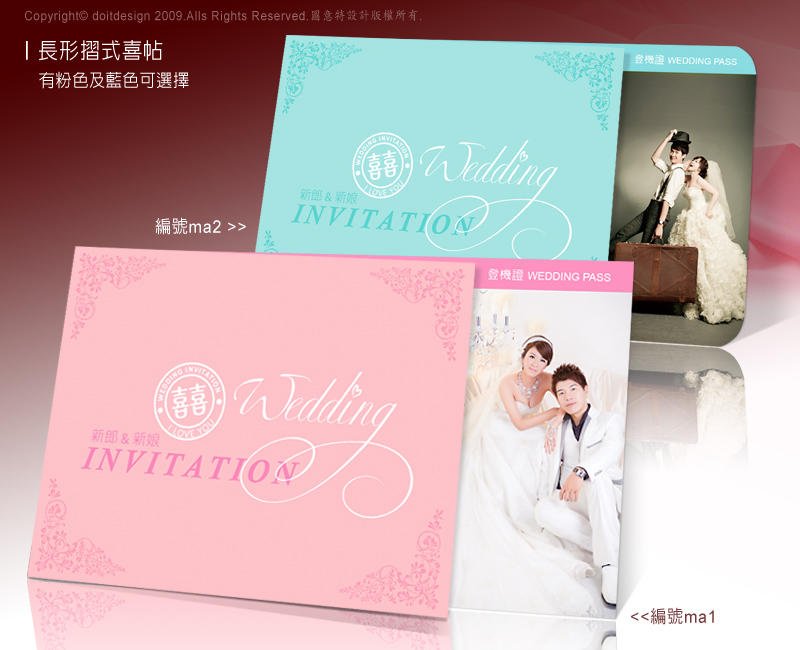 Copyright© doitdesign 2009.Alls Rights Reserved.圖意特設計版權所有.
長形摺式喜帖
有粉色及藍色可選擇
登機證 WEDDING PASS
WEDDING INVITATION
囍
I LOVE YOU
Wedding
新郎 & 新娘
INVITATION
編號ma2 >>
登機證 WEDDING PASS
WEDDING INVITATION
囍
I LOVE YOU
Wedding
新郎 & 新娘
INVITATION
<<編號ma1